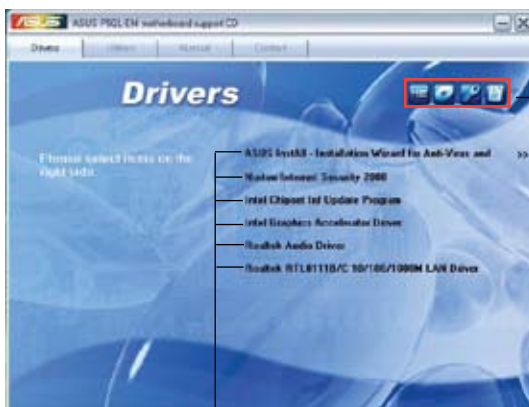 ASUS P5QL-EM motherboard support CD
Drivers Utilities Manual Contact
Drivers
Please select items on the
right side.
ASUS InstAll - Installation Wizard for Anti-Virus and >>
Norton Internet Security 2008
Intel Chipset Inf Update Program
Intel Graphics Accelerator Driver
Realtek Audio Driver
Realtek RTL8111B/C 10/100/1000M LAN Driver